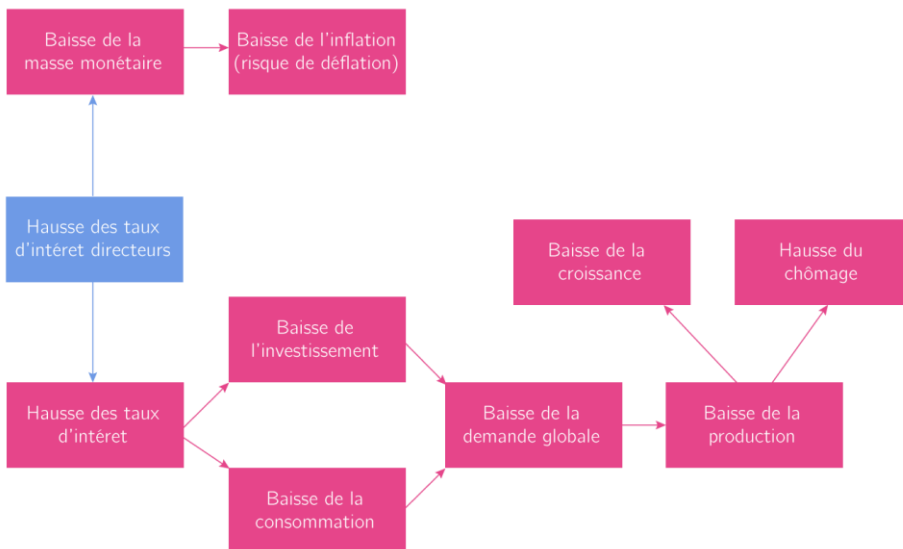 Baisse de la
masse monétaire
Baisse de l'inflation
(risque de déflation)
Hausse des taux
d'intéret directeurs
Baisse de la
croissance
Hausse du
chômage
Baisse de
l'investissement
Hausse des taux
d'intéret
Baisse de la
demande globale
Baisse de la
production
Baisse de la
consommation